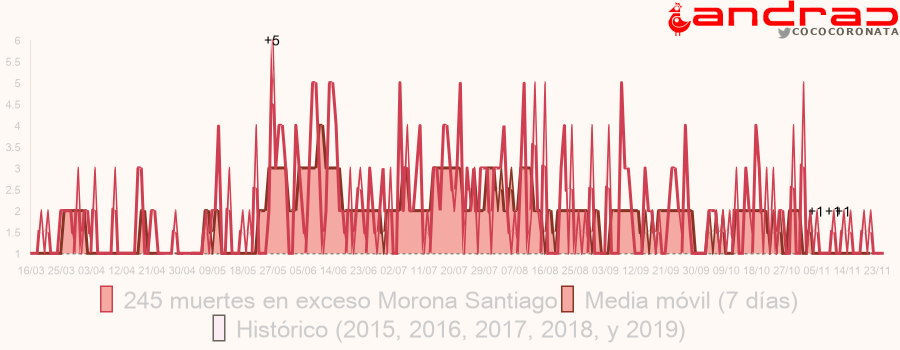 andrac
COCOCORONATA
6
5.5
5
4.5
4
3.5
3
2.5
2
1.5
1
+5
+1 +1+1
16/03 25/03 03/04 12/04 21/04 30/04 09/05 18/05 27/05 05/06 14/06 23/06 02/07 11/07 20/07 29/07 07/08 16/08 25/08 03/09 12/09 21/09 30/09 09/10 18/10 27/10 05/11 14/11 23/11
245 muertes en exceso Morona Santiago Media móvil (7 días)
Histórico (2015, 2016, 2017, 2018, y 2019)